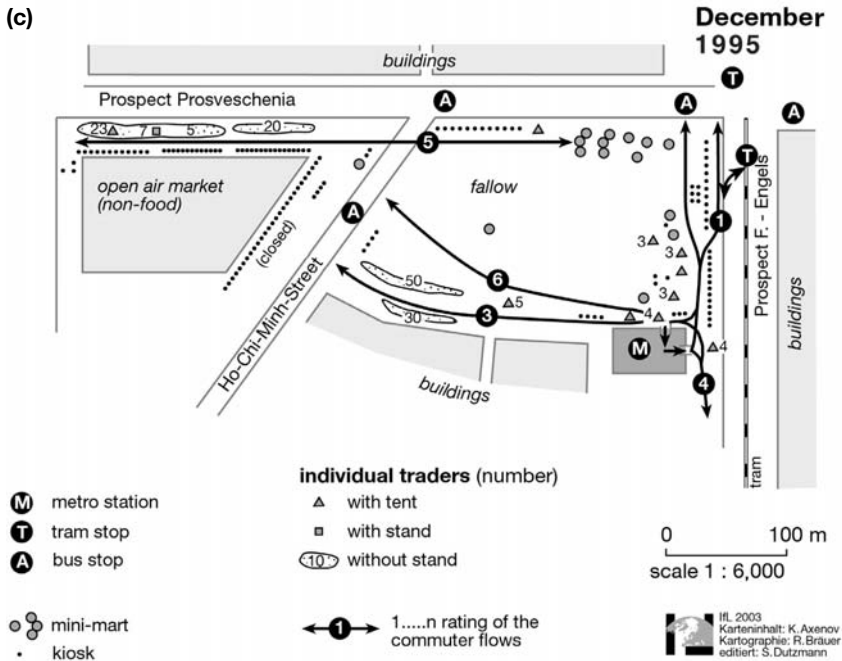 (c)
December
1995
buildings
T
Prospect Prosveschenia
A
A
A
23
7
5
20
5
T
open air market
(non-food)
fallow
(closed)
A
1
Prospect F. - Engels
3
3
6
50
5
3
3
30
4
4
4
M
4
Ho-Chi-Minh-Street
buildings
buildings
tram
individual traders (number)
M metro station
T tram stop
A bus stop
with tent
with stand
10 without stand
0 100 m
scale 1 : 6,000
mini-mart
kiosk
1 1.....n rating of the
commuter flows
IfL 2003
Karteninhalt: K. Axenov
Kartographie: R. Bräuer
editiert: S. Dutzmann